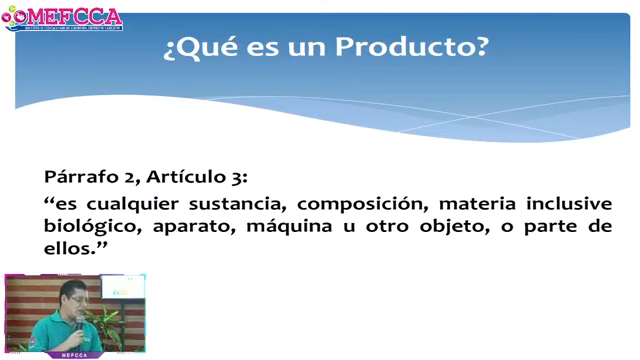 MEFCCA
¿Qué es un Producto?
Párrafo 2, Artículo 3:
“es cualquier sustancia, composición, materia inclusive
biológico, aparato, máquina u otro objeto, o parte de
ellos.”
MEFCCA